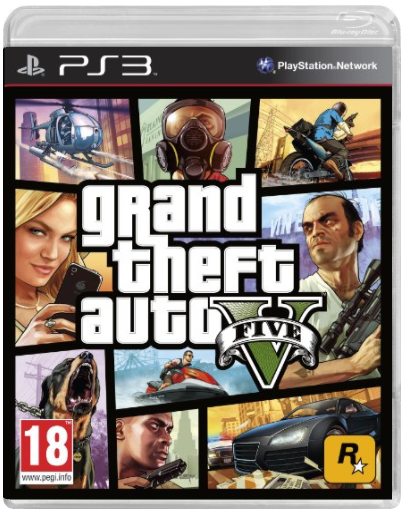 Blu-ray Disc
PS3
PlayStation®Network
grand
theft
auto V
FIVE
18
www.pegi.info
R